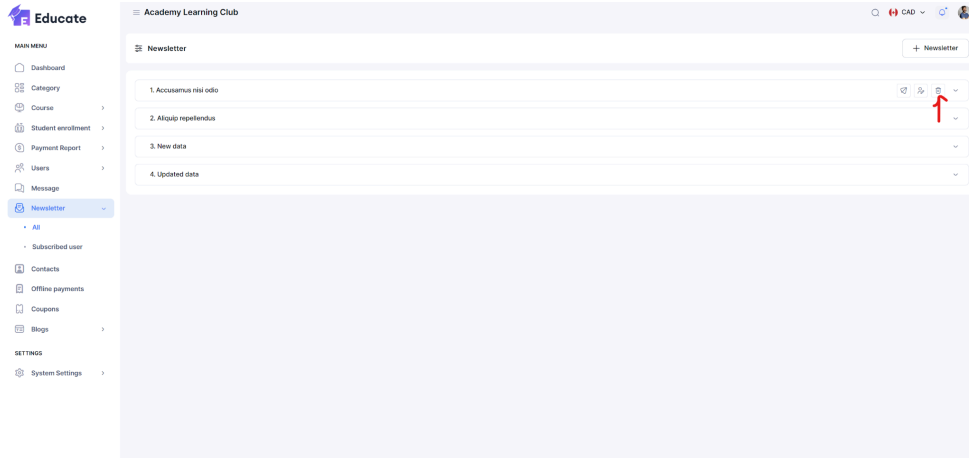 Educate
Academy Learning Club
CAD
MAIN MENU
Newsletter
Newsletter
Dashboard
Category
1. Accusamus nisi odio
Course
2. Aliquip repellendus
Student enrollment
Payment Report
3. New data
Users
4. Updated data
Message
Newsletter
All
Subscribed user
Contacts
Offline payments
Coupons
Blogs
SETTINGS
System Settings